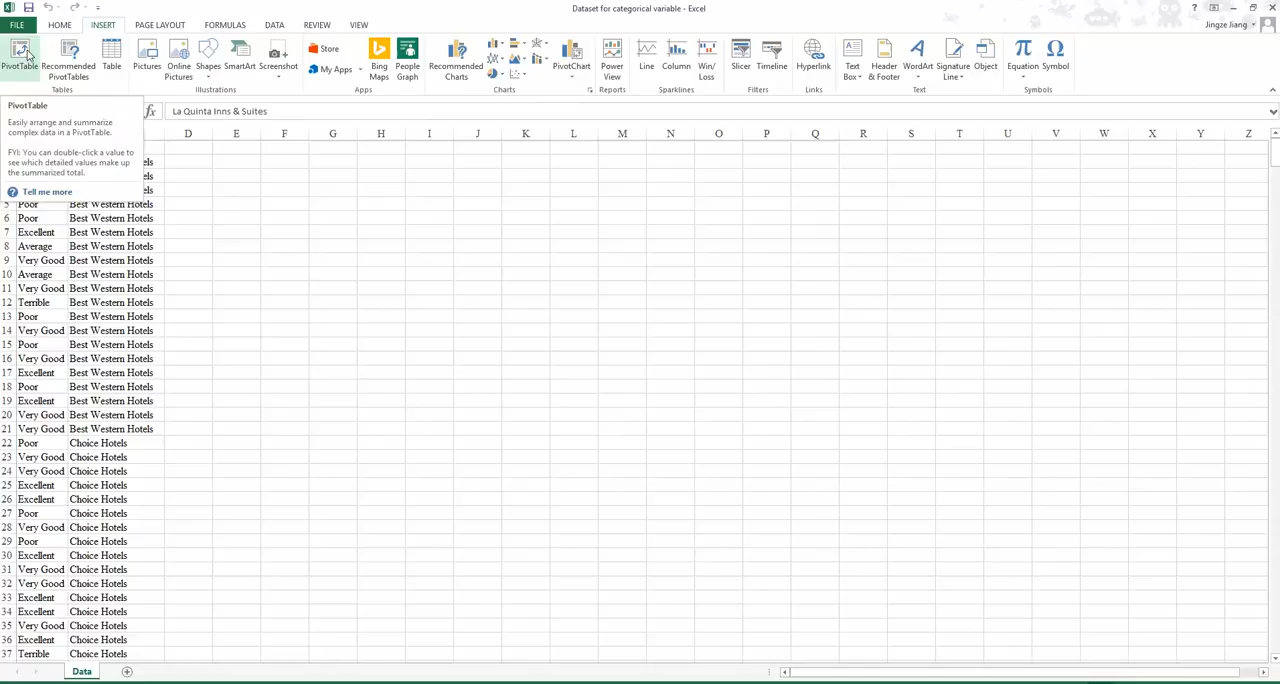 Dataset for categorical variable - Excel
FILE HOME INSERT PAGE LAYOUT FORMULAS DATA REVIEW VIEW
Jingze Jiang
PivotTable Recommended PivotTables Table
Tables
Pictures Online Pictures Shapes SmartArt Screenshot
Illustrations
Store
My Apps
Bing Maps People Graph
Apps
Recommended Charts PivotChart
Charts
Power View
Reports
Line Column Win/ Loss
Sparklines
Slicer Timeline
Filters
Hyperlink
Links
Text Box Header & Footer WordArt Signature Line Object
Text
Equation Symbol
Symbols
PivotTable
Easily arrange and summarize
complex data in a PivotTable.
FYI: You can double-click a value to
see which detailed values make up
the summarized total.
Tell me more
fx La Quinta Inns & Suites
D E F G H I J K L M N O P Q R S T U V W X Y Z
els
els
els
5 Poor Best Western Hotels
6 Poor Best Western Hotels
7 Excellent Best Western Hotels
8 Average Best Western Hotels
9 Very Good Best Western Hotels
10 Average Best Western Hotels
11 Very Good Best Western Hotels
12 Terrible Best Western Hotels
13 Poor Best Western Hotels
14 Very Good Best Western Hotels
15 Poor Best Western Hotels
16 Very Good Best Western Hotels
17 Excellent Best Western Hotels
18 Poor Best Western Hotels
19 Excellent Best Western Hotels
20 Very Good Best Western Hotels
21 Very Good Best Western Hotels
22 Poor Choice Hotels
23 Very Good Choice Hotels
24 Very Good Choice Hotels
25 Excellent Choice Hotels
26 Excellent Choice Hotels
27 Poor Choice Hotels
28 Very Good Choice Hotels
29 Poor Choice Hotels
30 Excellent Choice Hotels
31 Very Good Choice Hotels
32 Very Good Choice Hotels
33 Excellent Choice Hotels
34 Excellent Choice Hotels
35 Very Good Choice Hotels
36 Excellent Choice Hotels
37 Terrible Choice Hotels
Data